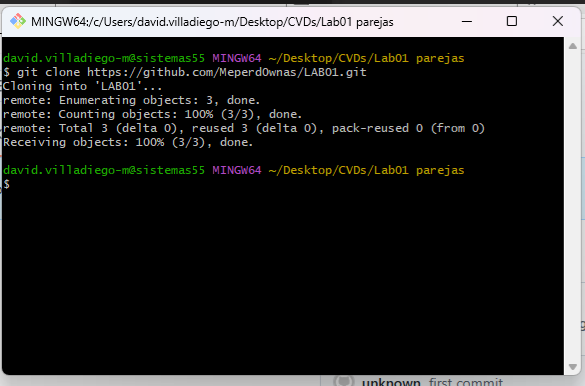 MINGW64:/c/Users/david.villadiego-m/Desktop/CVDs/Lab01 parejas
david.villadiego-m@sistemas55 MINGW64 ~/Desktop/CVDs/Lab01 parejas
$ git clone https://github.com/MeperdOwnas/LAB01.git
Cloning into 'LAB01'...
remote: Enumerating objects: 3, done.
remote: Counting objects: 100% (3/3), done.
remote: Total 3 (delta 0), reused 3 (delta 0), pack-reused 0 (from 0)
Receiving objects: 100% (3/3), done.
david.villadiego-m@sistemas55 MINGW64 ~/Desktop/CVDs/Lab01 parejas
$
unknown first commit